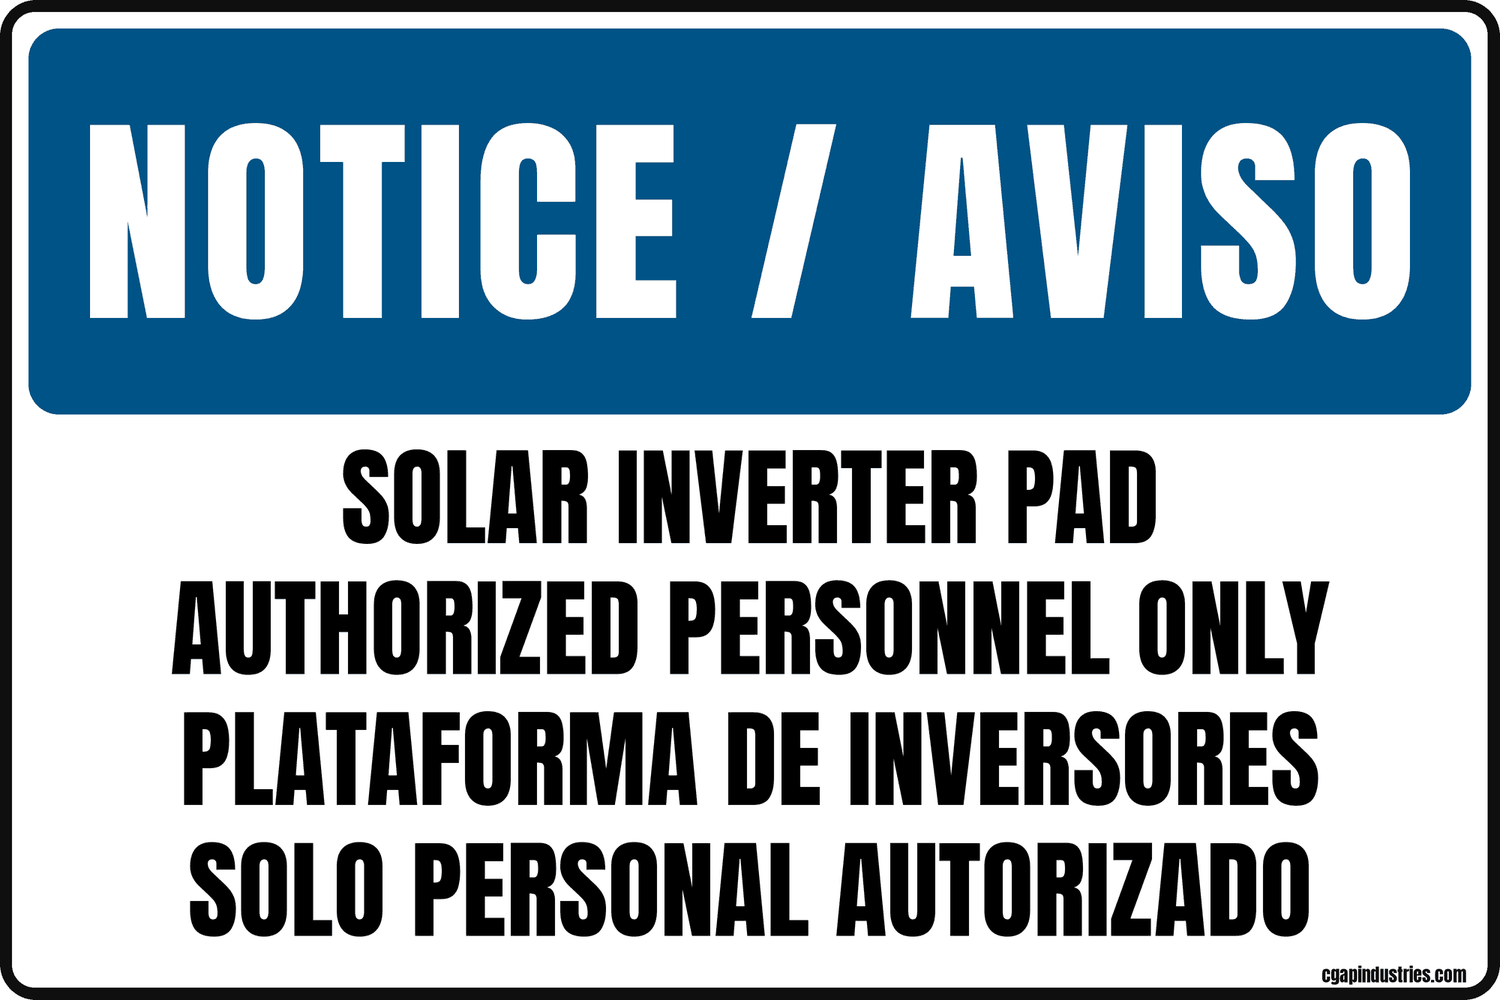 NOTICE / AVISO
SOLAR INVERTER PAD
AUTHORIZED PERSONNEL ONLY
PLATAFORMA DE INVERSORES
SOLO PERSONAL AUTORIZADO
cgapindustries.com